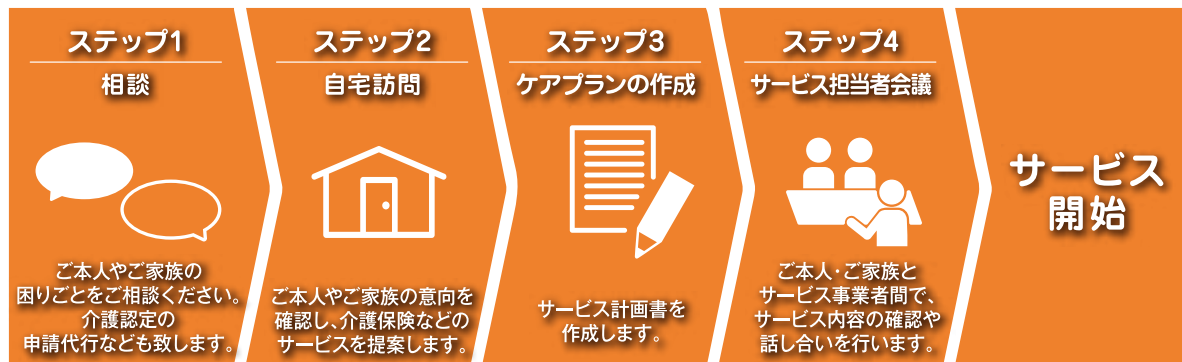 ステップ1
相談
ご本人やご家族の
困りごとをご相談ください。
介護認定の
申請代行なども致します。
ステップ2
自宅訪問
ご本人やご家族の意向を
確認し、介護保険などの
サービスを提案します。
ステップ3
ケアプランの作成
サービス計画書を
作成します。
ステップ4
サービス担当者会議
ご本人・ご家族と
サービス事業者間で、
サービス内容の確認や
話し合いを行います。
サービス
開始